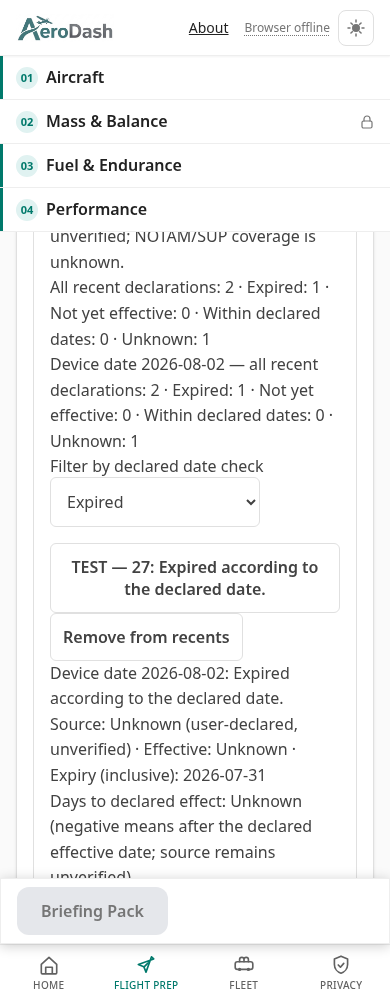 AeroDash
About
Browser offline
01 Aircraft
02 Mass & Balance
03 Fuel & Endurance
04 Performance
unverified; NOTAM/SUP coverage is
unknown.
All recent declarations: 2 · Expired: 1 ·
Not yet effective: 0 · Within declared
dates: 0 · Unknown: 1
Device date 2026-08-02 — all recent
declarations: 2 · Expired: 1 · Not yet
effective: 0 · Within declared dates: 0 ·
Unknown: 1
Filter by declared date check
Expired
TEST — 27: Expired according to
the declared date.
Remove from recents
Device date 2026-08-02: Expired
according to the declared date.
Source: Unknown (user-declared,
unverified) · Effective: Unknown ·
Expiry (inclusive): 2026-07-31
Days to declared effect: Unknown
(negative means after the declared
effective date; source remains
unverified)
Briefing Pack
HOME
FLIGHT PREP
FLEET
PRIVACY